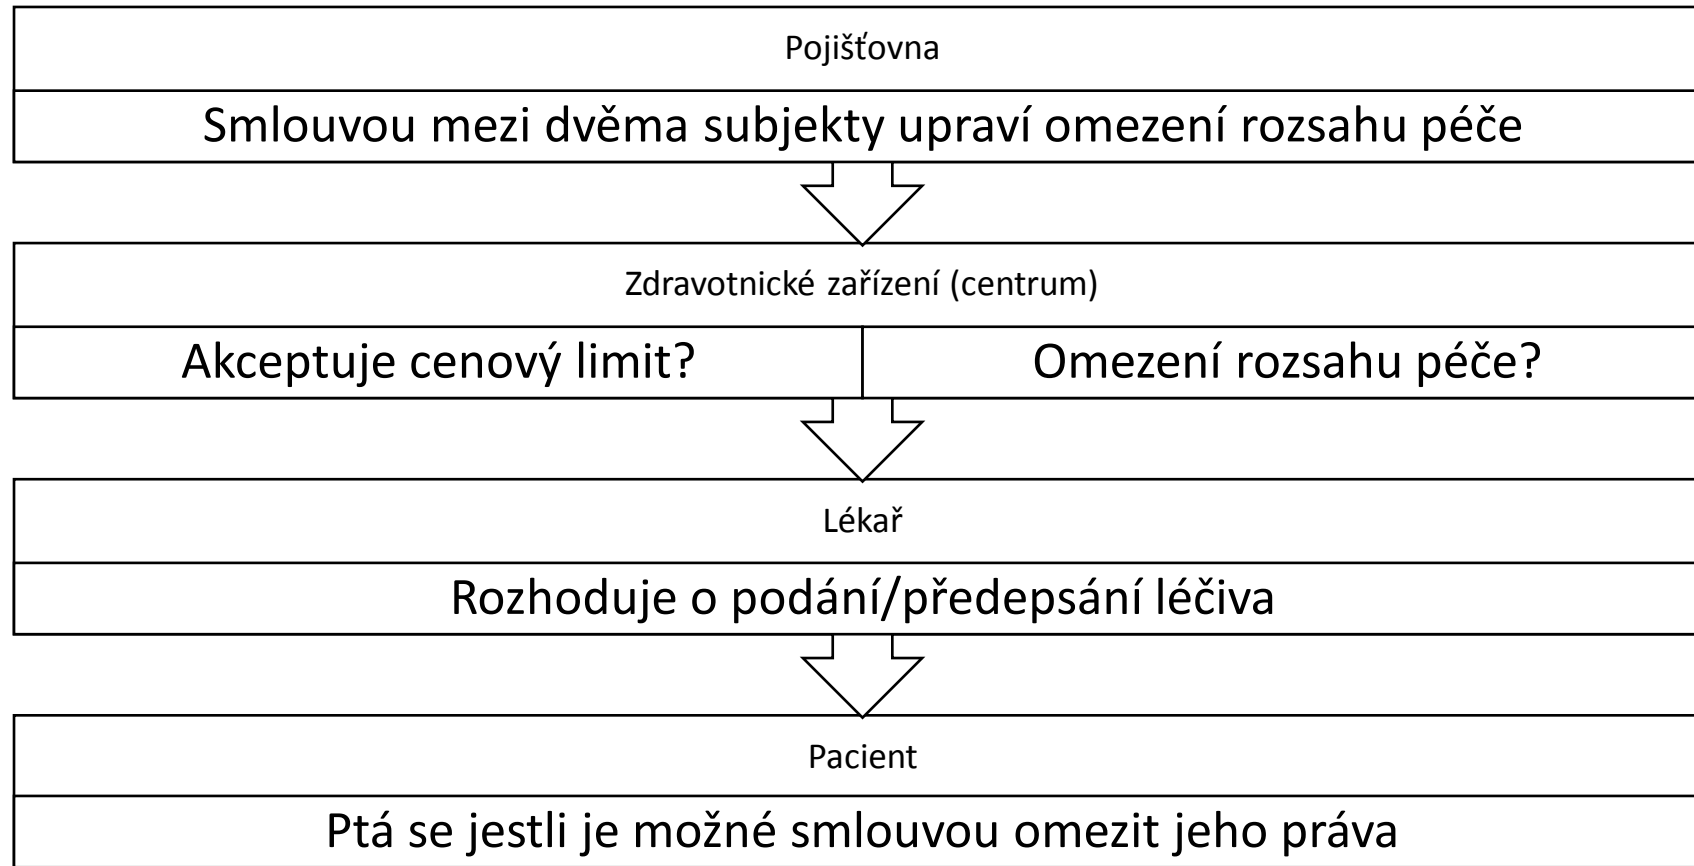 Pojišťovna
Smlouvou mezi dvěma subjekty upraví omezení rozsahu péče
Zdravotnické zařízení (centrum)
Akceptuje cenový limit?
Omezení rozsahu péče?
Lékař
Rozhoduje o podání/předepsání léčiva
Pacient
Ptá se jestli je možné smlouvou omezit jeho práva